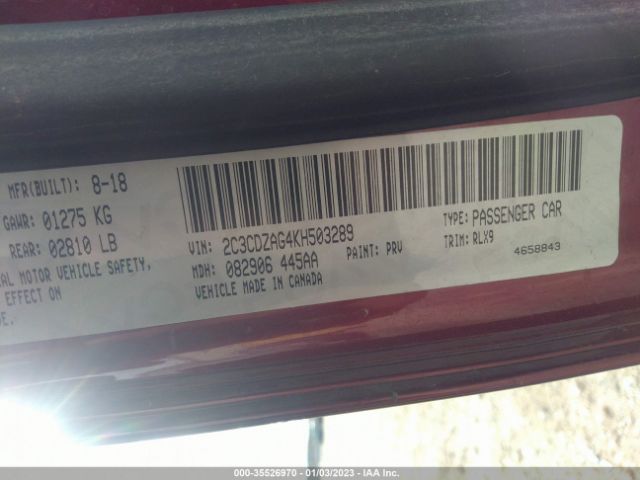 MFR(BUILT): 8-18
GAWR: 01275 KG
REAR: 02810 LB
AL MOTOR VEHICLE SAFETY,
EFFECT ON
VIN: 2C3CDZAG4KH503289
MDH: 082906 445AA
PAINT: PRV
VEHICLE MADE IN CANADA
TYPE: PASSENGER CAR
TRIM: RLX9
4658843
000-35526970 - 01/03/2023 - IAA Inc.